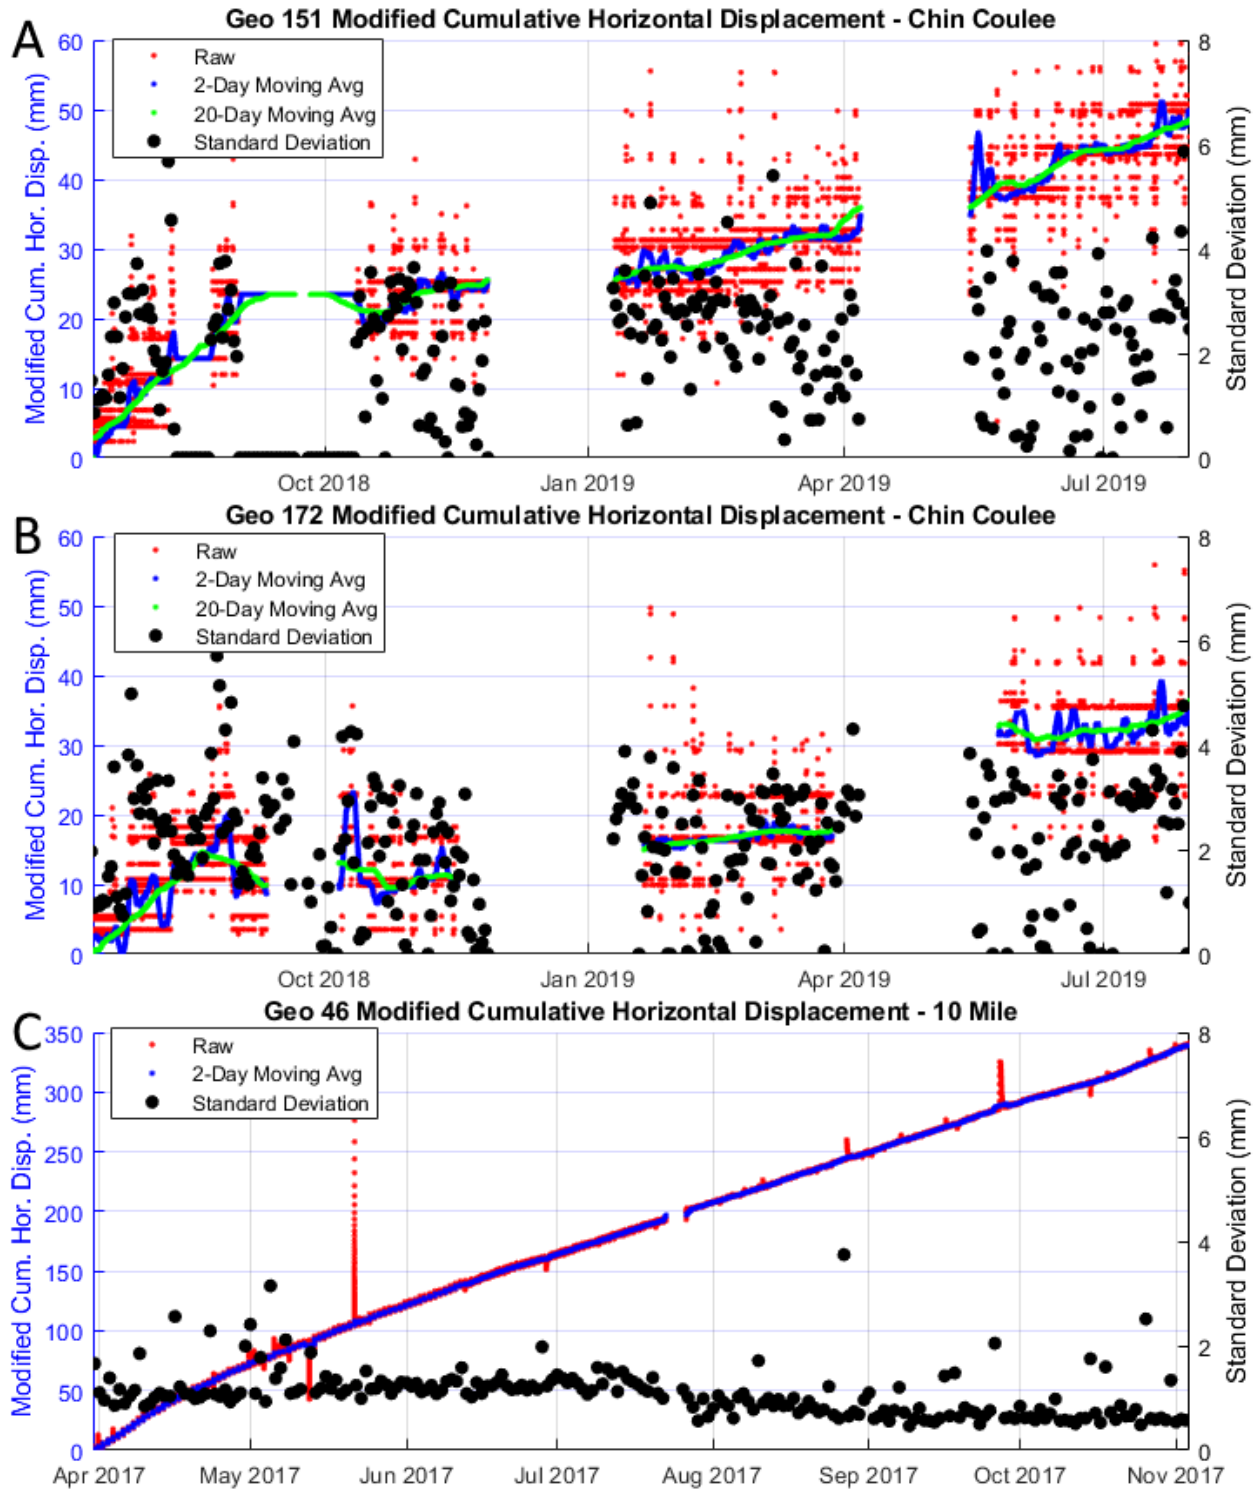 A
Geo 151 Modified Cumulative Horizontal Displacement - Chin Coulee
Modified Cum. Hor. Disp. (mm)
60
50
40
30
20
10
0
Raw
2-Day Moving Avg
20-Day Moving Avg
Standard Deviation
8
6
4
2
0
Standard Deviation (mm)
Oct 2018
Jan 2019
Apr 2019
Jul 2019
B
Geo 172 Modified Cumulative Horizontal Displacement - Chin Coulee
Modified Cum. Hor. Disp. (mm)
60
50
40
30
20
10
0
Raw
2-Day Moving Avg
20-Day Moving Avg
Standard Deviation
8
6
4
2
0
Standard Deviation (mm)
Oct 2018
Jan 2019
Apr 2019
Jul 2019
C
Geo 46 Modified Cumulative Horizontal Displacement - 10 Mile
Modified Cum. Hor. Disp. (mm)
350
300
250
200
150
100
50
0
Raw
2-Day Moving Avg
Standard Deviation
8
6
4
2
0
Standard Deviation (mm)
Apr 2017
May 2017
Jun 2017
Jul 2017
Aug 2017
Sep 2017
Oct 2017
Nov 2017